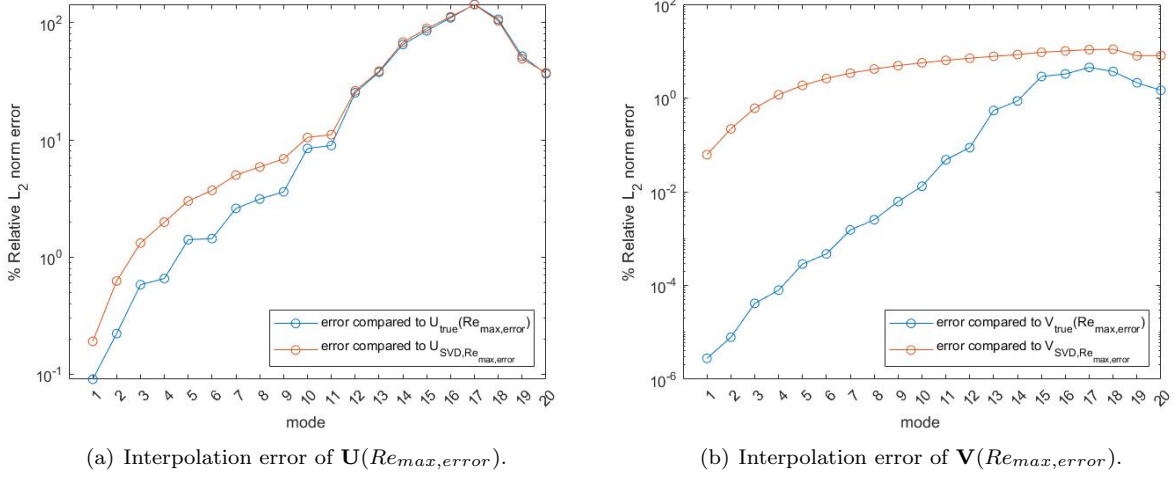 % Relative L2 norm error
10^2
10^1
10^0
10^-1
1 2 3 4 5 6 7 8 9 10 11 12 13 14 15 16 17 18 19 20
mode
error compared to U_true(Re_max,error)
error compared to U_SVD,Re_max,error
(a) Interpolation error of U(Re_max,error).
% Relative L2 norm error
10^2
10^0
10^-2
10^-4
10^-6
1 2 3 4 5 6 7 8 9 10 11 12 13 14 15 16 17 18 19 20
mode
error compared to V_true(Re_max,error)
error compared to V_SVD,Re_max,error
(b) Interpolation error of V(Re_max,error).